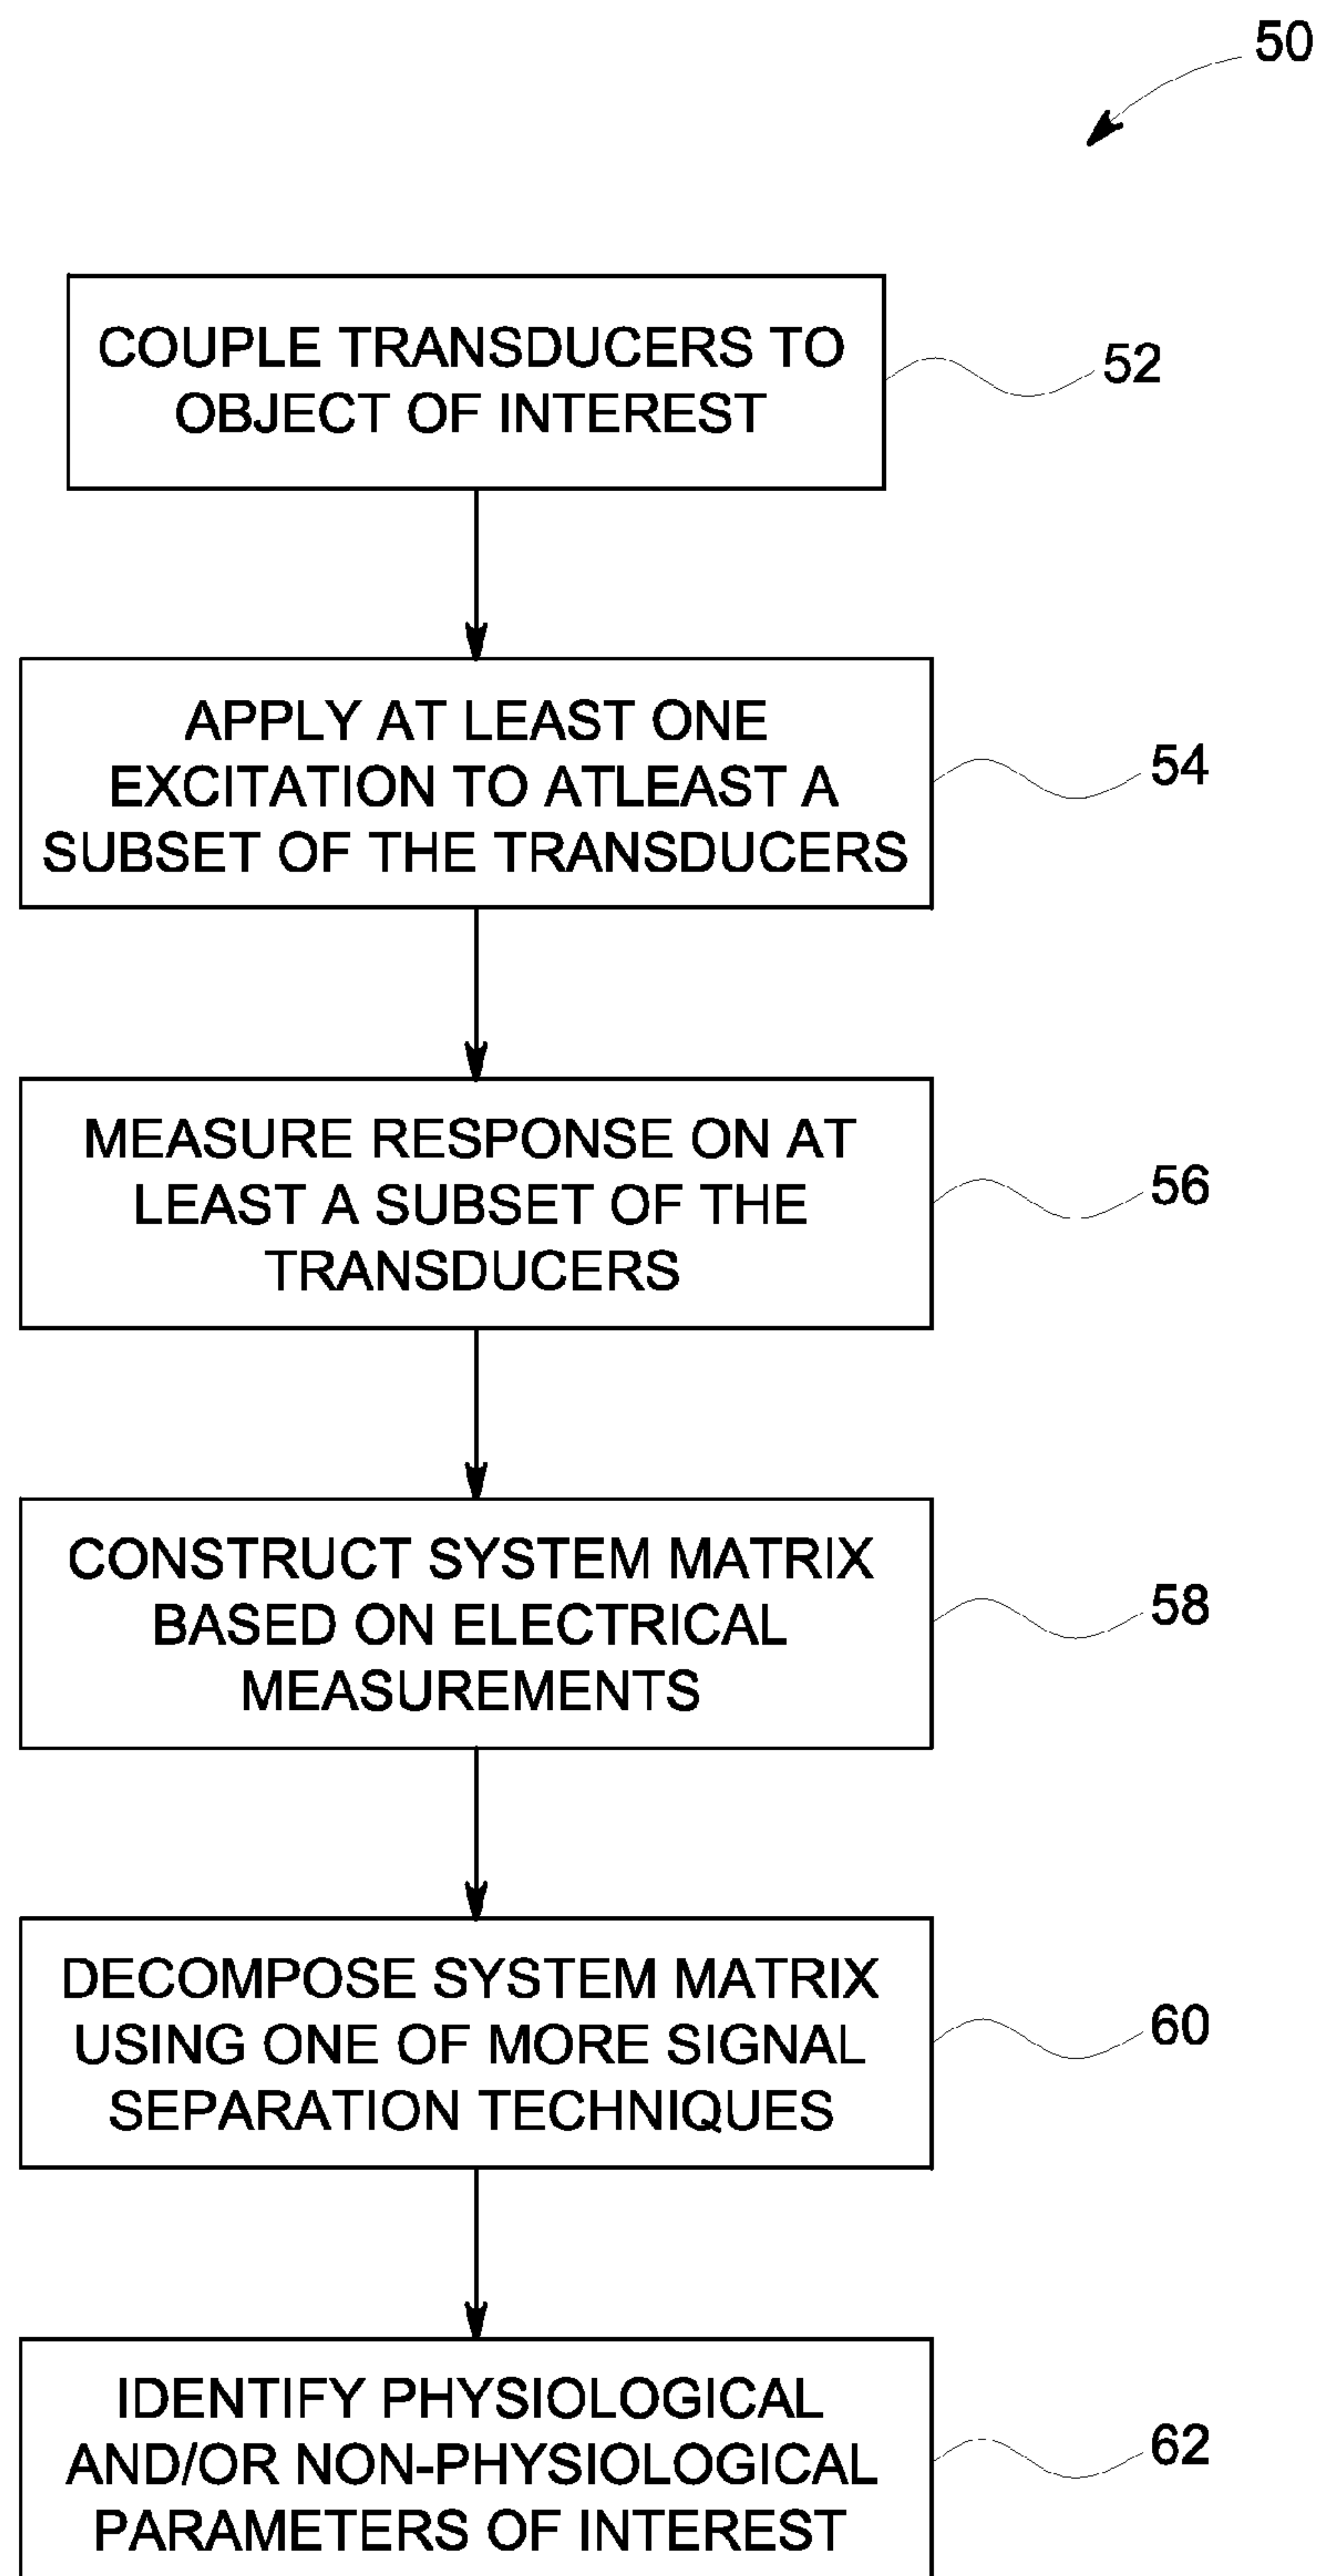 50
COUPLE TRANSDUCERS TO
OBJECT OF INTEREST
52
APPLY AT LEAST ONE
EXCITATION TO ATLEAST A
SUBSET OF THE TRANSDUCERS
54
MEASURE RESPONSE ON AT
LEAST A SUBSET OF THE
TRANSDUCERS
56
CONSTRUCT SYSTEM MATRIX
BASED ON ELECTRICAL
MEASUREMENTS
58
DECOMPOSE SYSTEM MATRIX
USING ONE OF MORE SIGNAL
SEPARATION TECHNIQUES
60
IDENTIFY PHYSIOLOGICAL
AND/OR NON-PHYSIOLOGICAL
PARAMETERS OF INTEREST
62